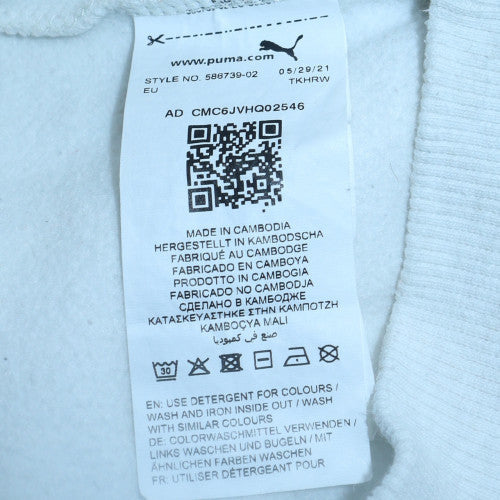 www.puma.com
STYLE NO. 586739-02 05/29/21
EU TKHRW
AD CMC6JVHQ02546
MADE IN CAMBODIA
HERGESTELLT IN KAMBODSCHA
FABRIQUÉ AU CAMBODGE
FABRICADO EN CAMBOYA
PRODOTTO IN CAMBOGIA
FABRICADO NO CAMBODJA
СДЕЛАНО В КАМБОДЖЕ
ΚΑΤΑΣΚΕΥΑΣΤΗΚΕ ΣΤΗΝ ΚΑΜΠΟΤΖΗ
KAMBOÇYA MALI
صنع في كمبوديا
30
EN: USE DETERGENT FOR COLOURS /
WASH AND IRON INSIDE OUT / WASH
WITH SIMILAR COLOURS
DE: COLORWASCHMITTEL VERWENDEN /
LINKS WASCHEN UND BÜGELN / MIT
ÄHNLICHEN FARBEN WASCHEN
FR: UTILISER DÉTERGENT POUR